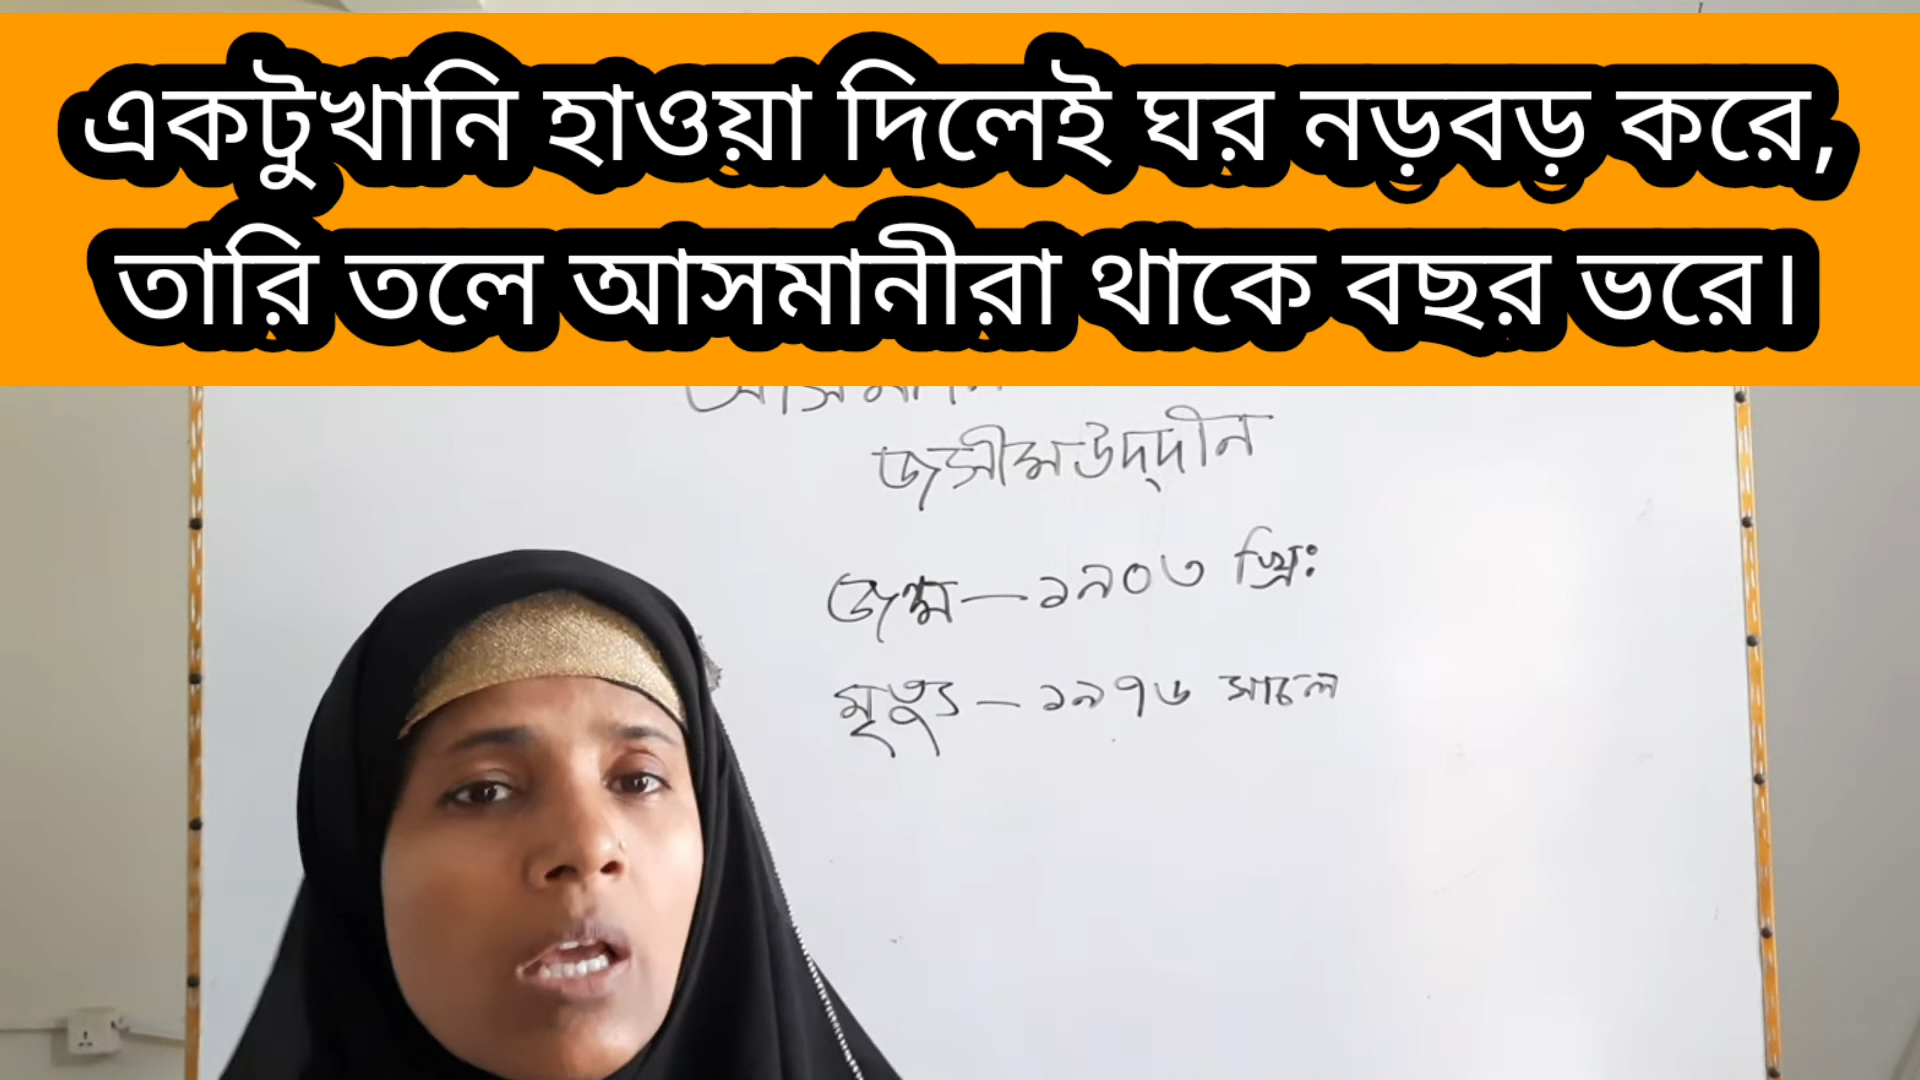 একটুখানি হাওয়া দিলেই ঘর নড়বড় করে,
তারি তলে আসমানীরা থাকে বছর ভরে।
জসীমউদ্দীন
জন্ম — ১৯০৩ খ্রিঃ
মৃত্যু — ১৯৭৬ সালে